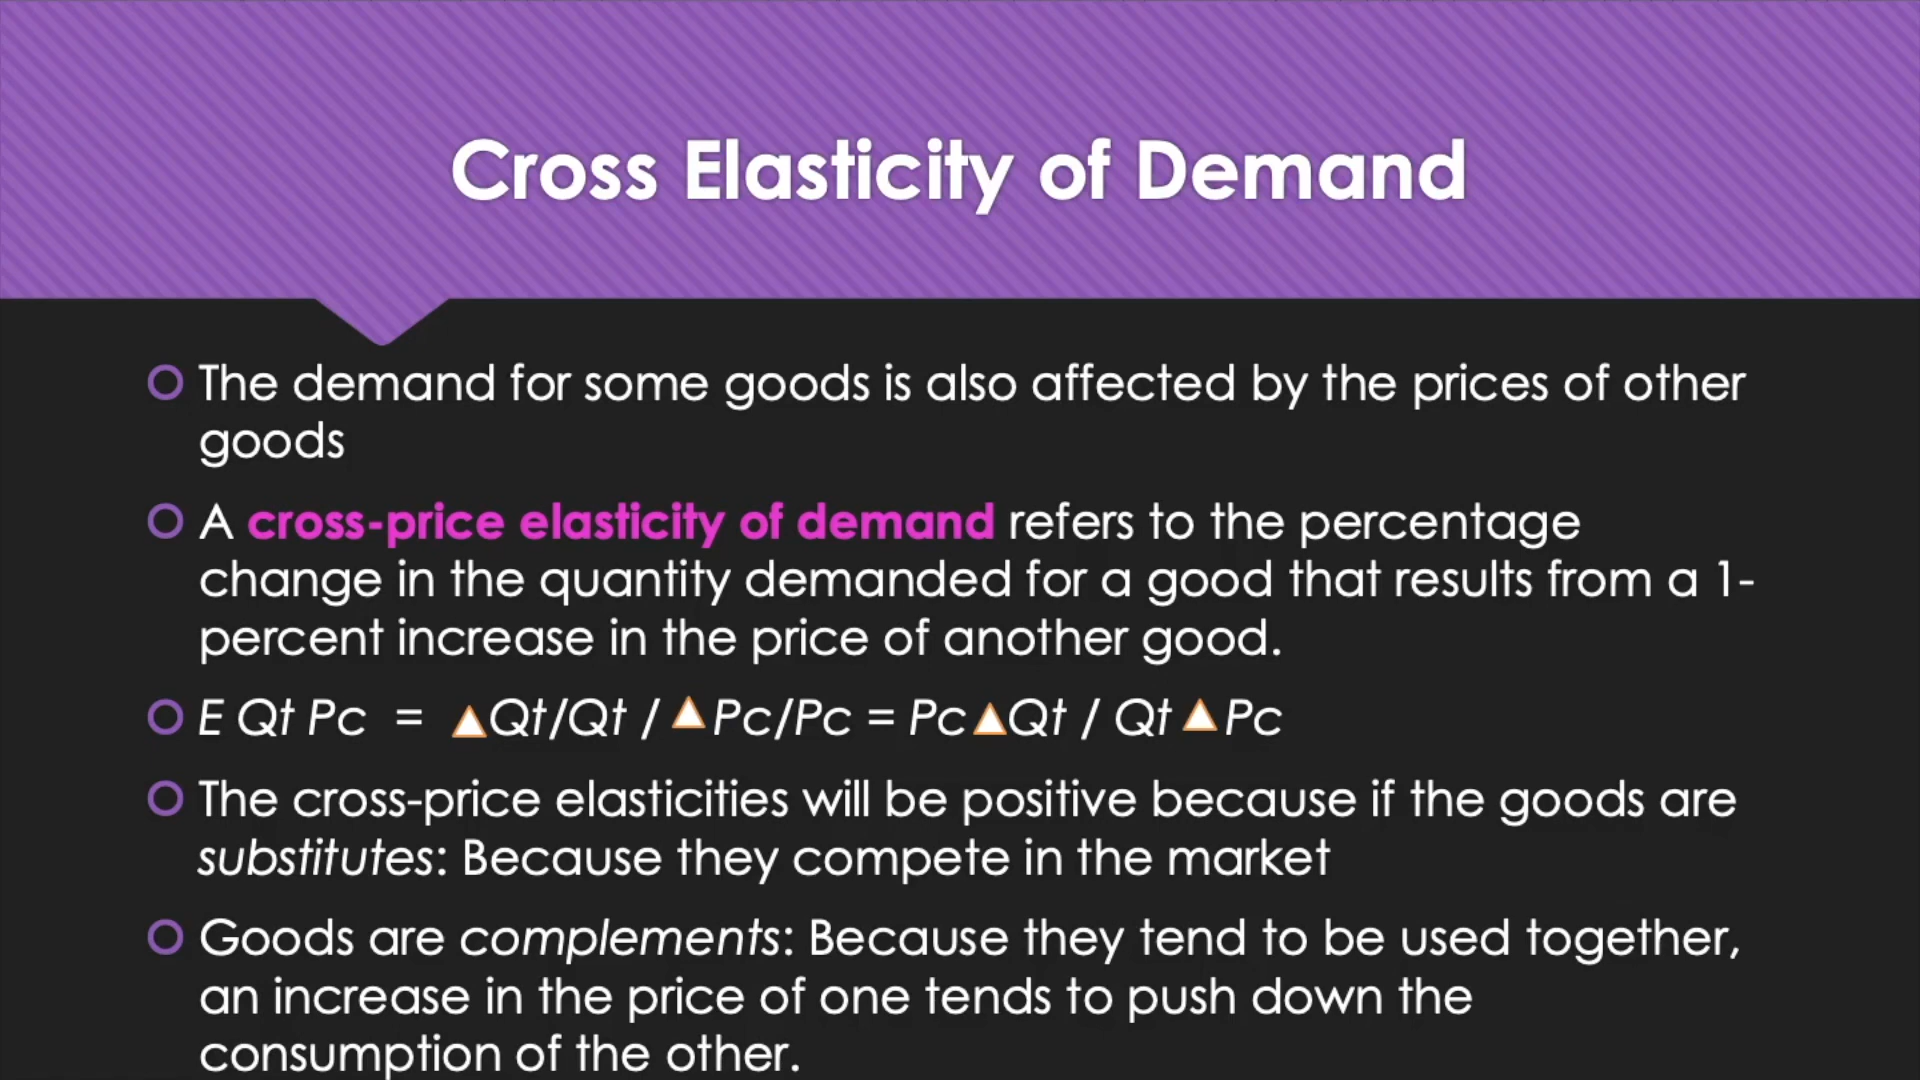 Cross Elasticity of Demand
The demand for some goods is also affected by the prices of other
goods
A cross-price elasticity of demand refers to the percentage
change in the quantity demanded for a good that results from a 1-
percent increase in the price of another good.
E Qt Pc = ▲Qt/Qt / ▲Pc/Pc = Pc▲Qt / Qt▲Pc
The cross-price elasticities will be positive because if the goods are
substitutes: Because they compete in the market
Goods are complements: Because they tend to be used together,
an increase in the price of one tends to push down the
consumption of the other.